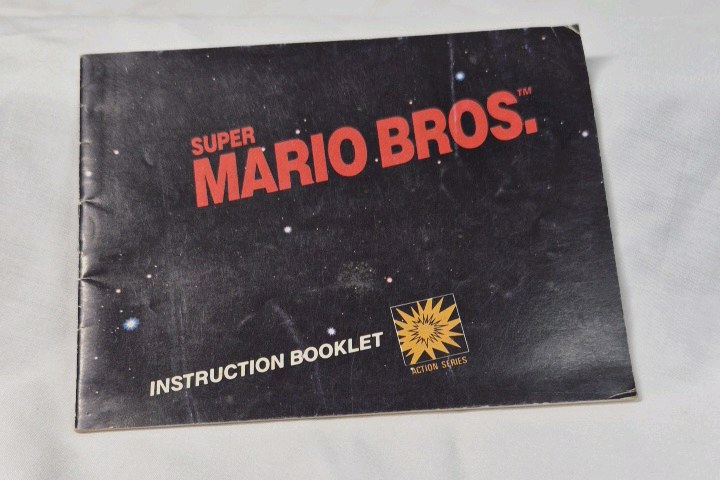 SUPER
MARIO BROS.™
INSTRUCTION BOOKLET
ACTION SERIES